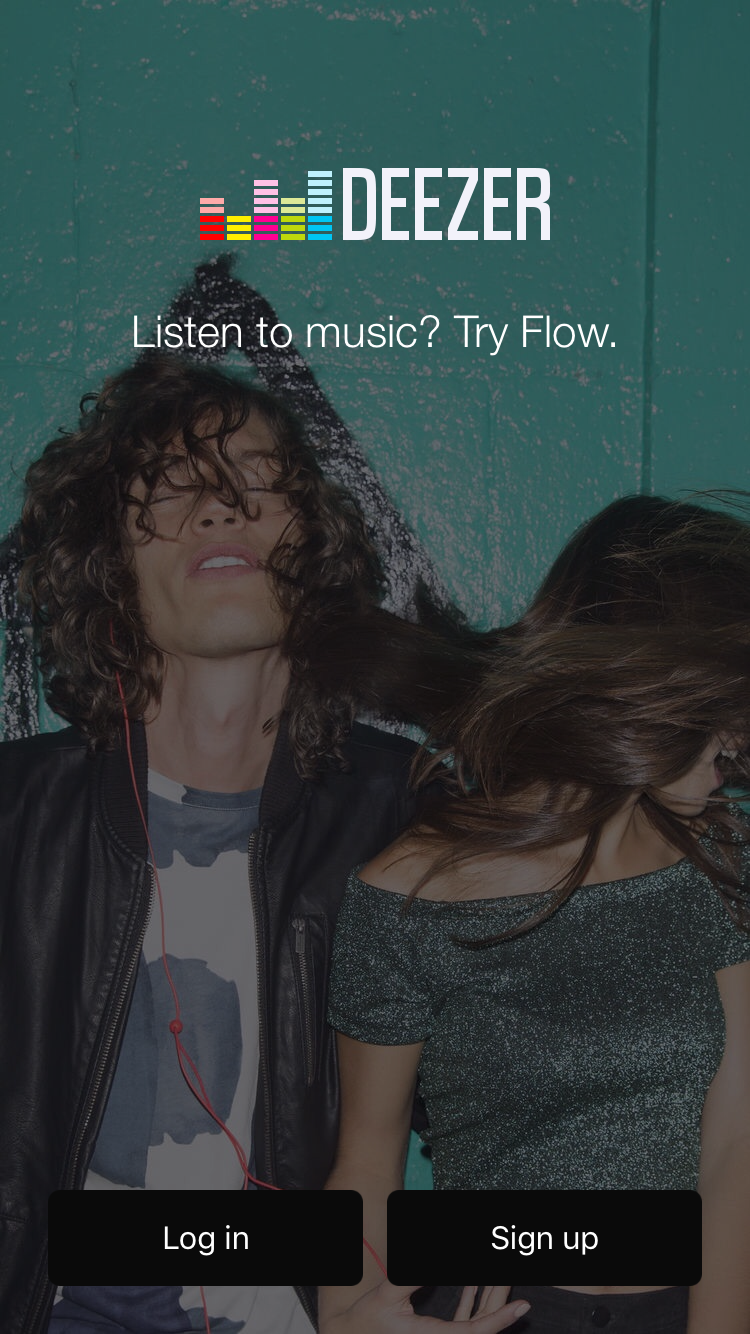 DEEZER
Listen to music? Try Flow.
Log in
Sign up